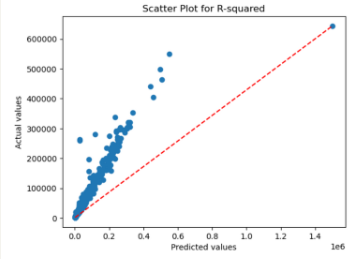 Scatter Plot for R-squared
600000
500000
400000
300000
200000
100000
0
Actual values
0.0 0.2 0.4 0.6 0.8 1.0 1.2 1.4
1e6
Predicted values